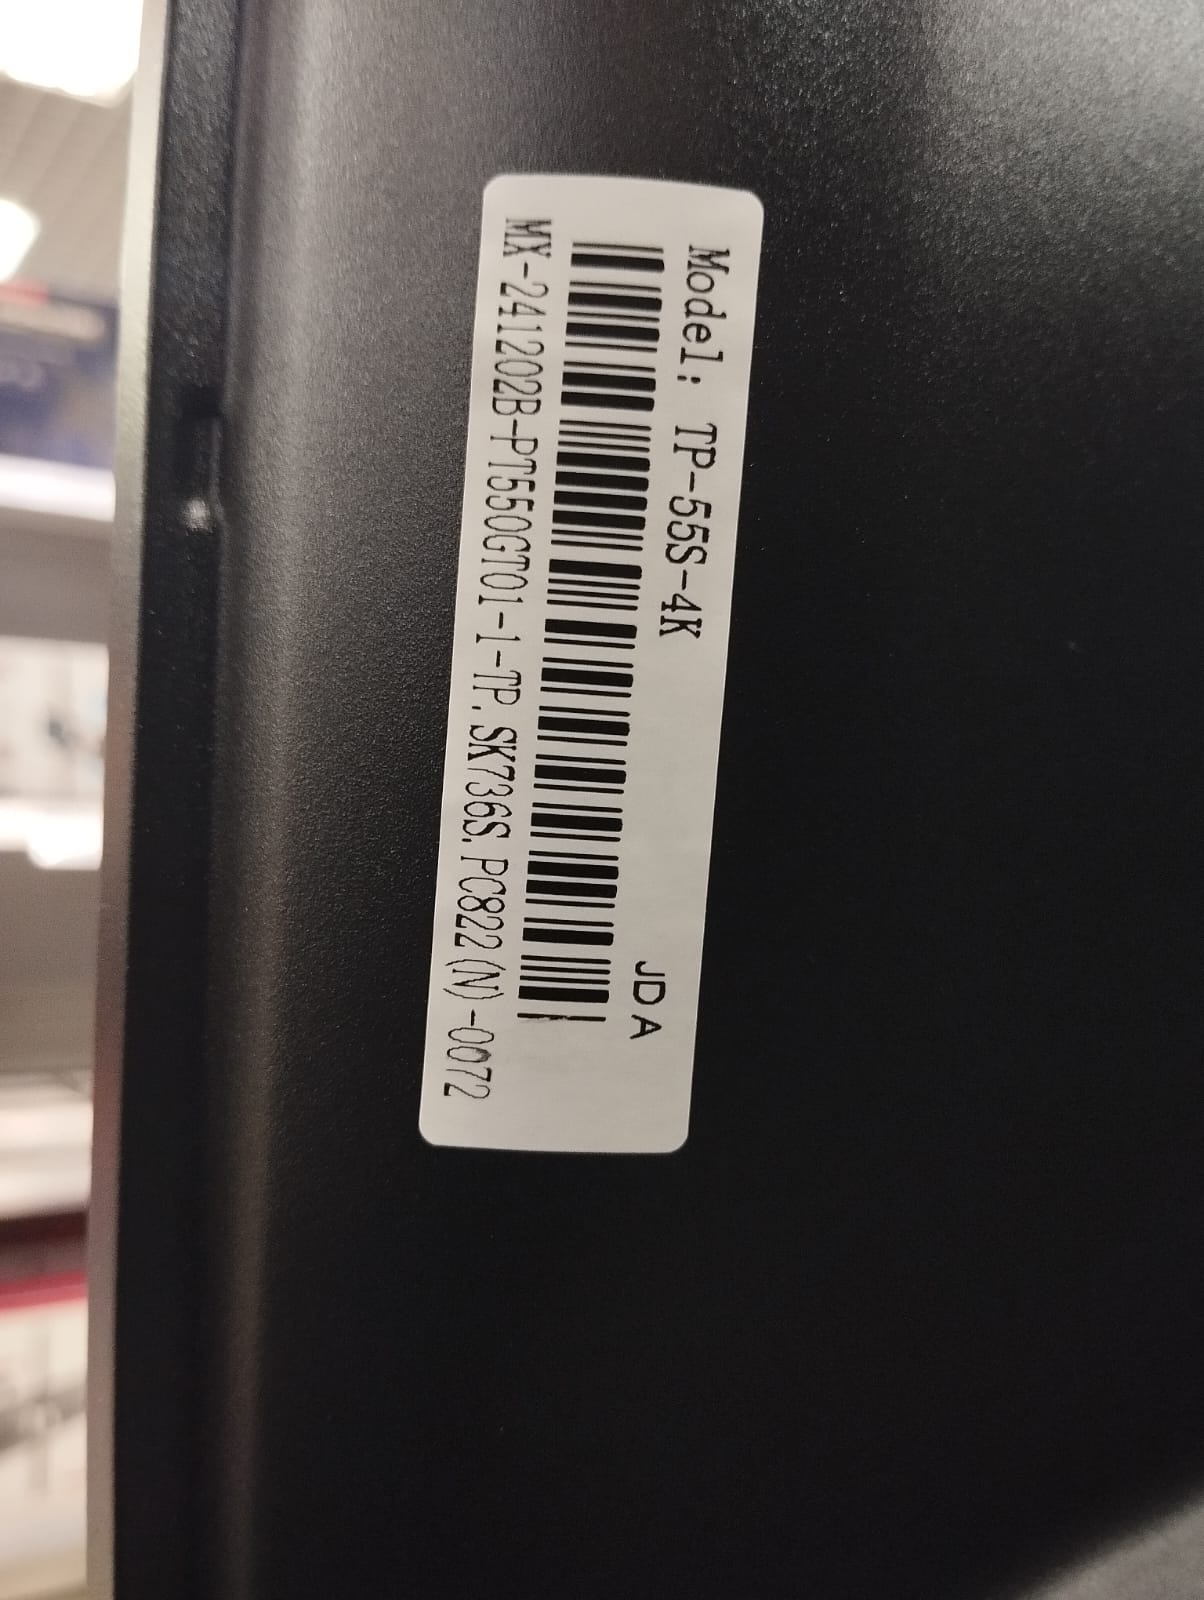 Model: TP-55S-4K
JDA
MX-241202B-PT550GT01-1-TP.SK736S.PC822(N)-0072